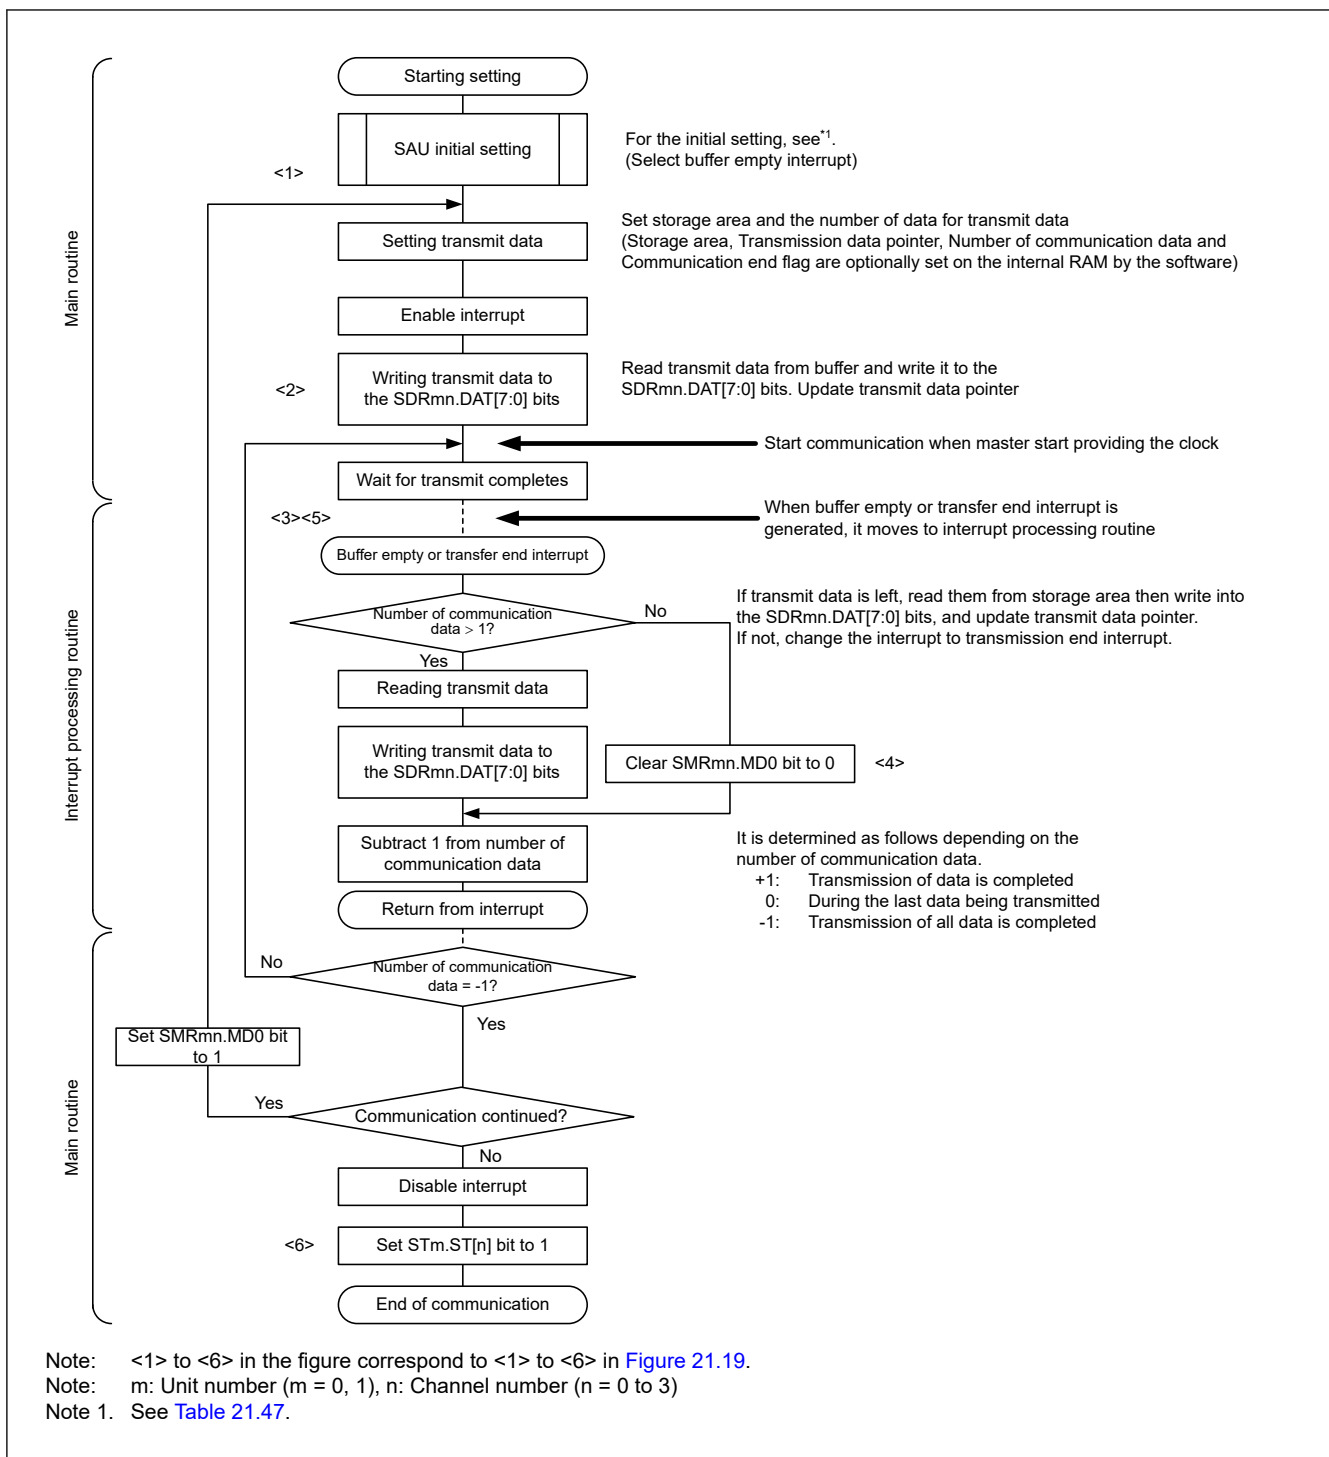 Starting setting
SAU initial setting
For the initial setting, see*1.
(Select buffer empty interrupt)
<1>
Main routine
Setting transmit data
Set storage area and the number of data for transmit data
(Storage area, Transmission data pointer, Number of communication data and
Communication end flag are optionally set on the internal RAM by the software)
Enable interrupt
<2>
Writing transmit data to
the SDRmn.DAT[7:0] bits
Read transmit data from buffer and write it to the
SDRmn.DAT[7:0] bits. Update transmit data pointer
Start communication when master start providing the clock
Wait for transmit completes
<3><5>
When buffer empty or transfer end interrupt is
generated, it moves to interrupt processing routine
Buffer empty or transfer end interrupt
Interrupt processing routine
Number of communication
data > 1?
No
Yes
If transmit data is left, read them from storage area then write into
the SDRmn.DAT[7:0] bits, and update transmit data pointer.
If not, change the interrupt to transmission end interrupt.
Reading transmit data
Writing transmit data to
the SDRmn.DAT[7:0] bits
Clear SMRmn.MD0 bit to 0
<4>
Subtract 1 from number of
communication data
It is determined as follows depending on the
number of communication data.
+1: Transmission of data is completed
0: During the last data being transmitted
-1: Transmission of all data is completed
Return from interrupt
No
Number of communication
data = -1?
Yes
Set SMRmn.MD0 bit
to 1
Main routine
Yes
Communication continued?
No
Disable interrupt
<6>
Set STm.ST[n] bit to 1
End of communication
Note: <1> to <6> in the figure correspond to <1> to <6> in Figure 21.19.
Note: m: Unit number (m = 0, 1), n: Channel number (n = 0 to 3)
Note 1. See Table 21.47.